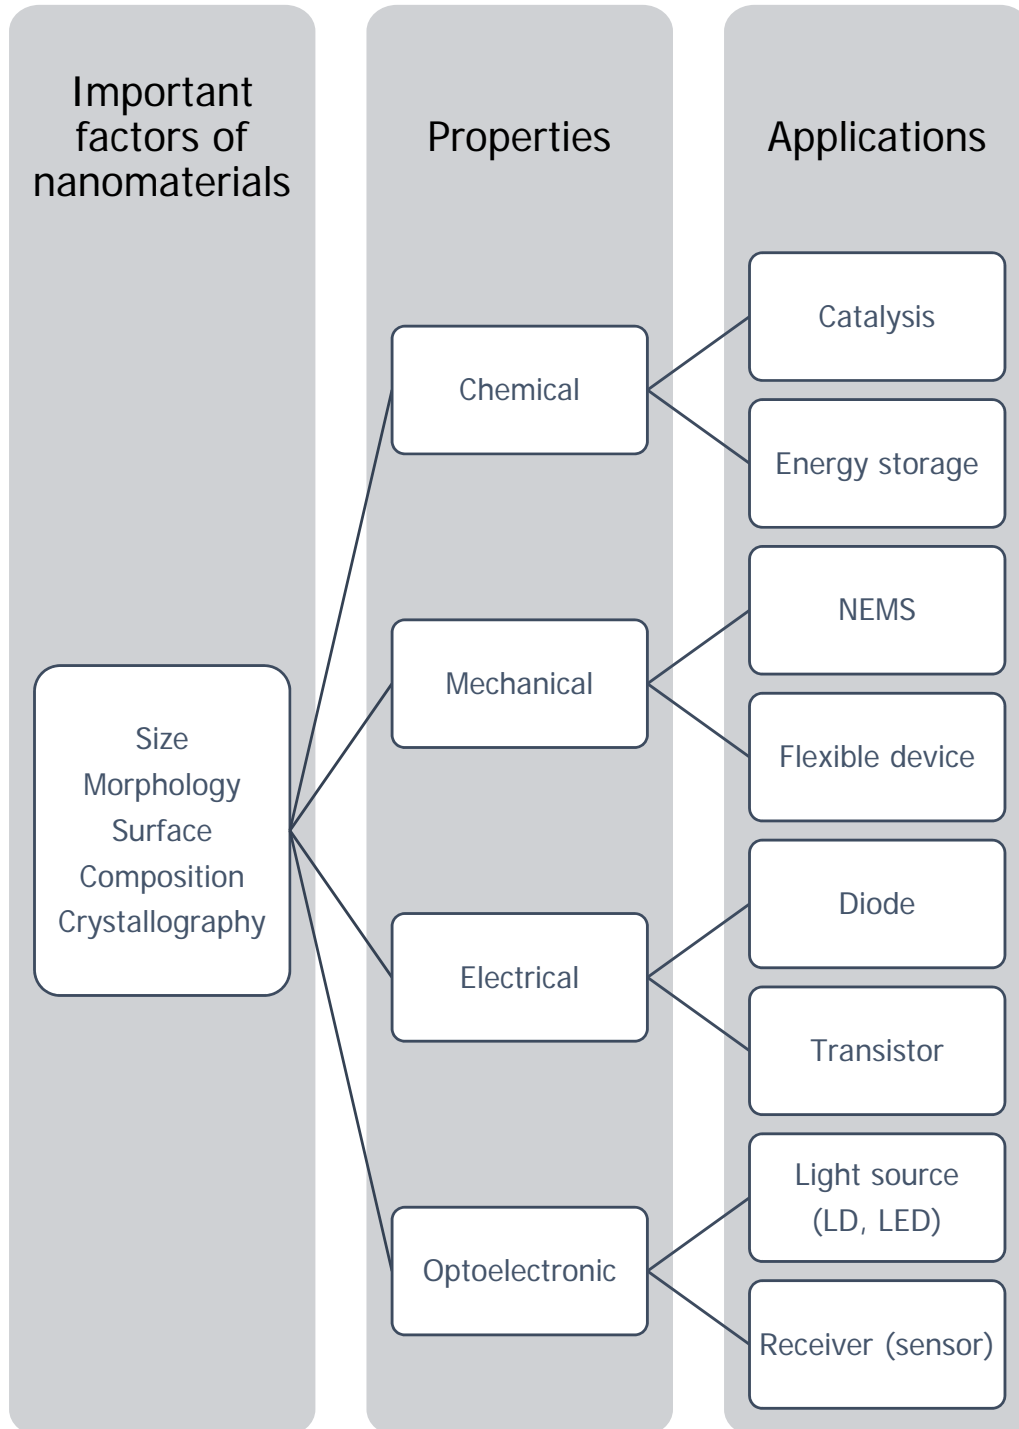 Important
factors of
nanomaterials
Properties
Applications
Size
Morphology
Surface
Composition
Crystallography
Chemical
Mechanical
Electrical
Optoelectronic
Catalysis
Energy storage
NEMS
Flexible device
Diode
Transistor
Light source
(LD, LED)
Receiver (sensor)